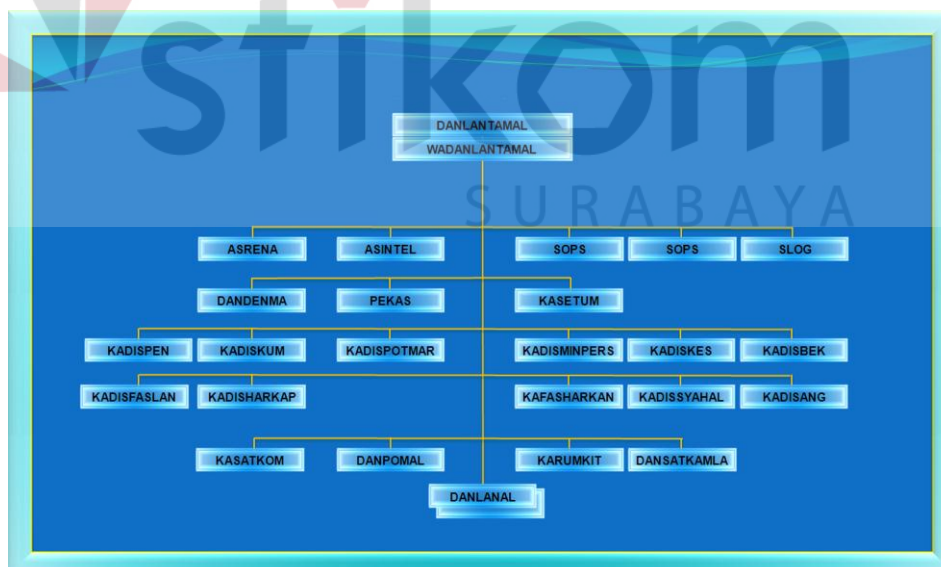 stikom
SURABAYA
DANLANTAMAL
WADANLANTAMAL
ASRENA ASINTEL SOPS SOPS SLOG
DANDENMA PEKAS KASETUM
KADISPEN KADISKUM KADISPOTMAR KADISMINPERS KADISKES KADISBEK
KADISFASLAN KADISHARKAP KAFASHARKAN KADISSYAHAL KADISANG
KASATKOM DANPOMAL KARUMKIT DANSATKAMLA
DANLANAL